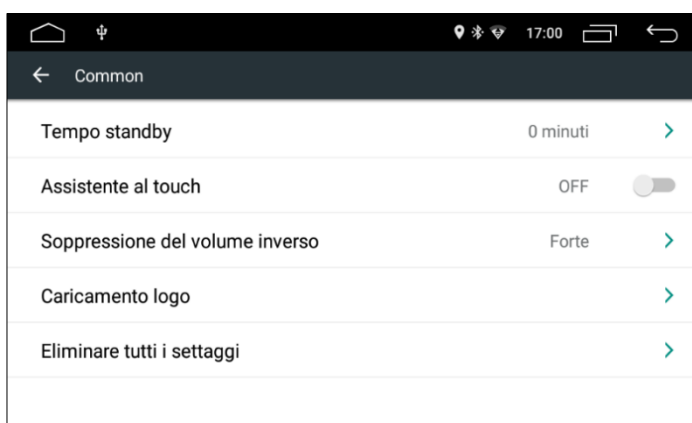 17:00
Common
Tempo standby 0 minuti
Assistente al touch OFF
Soppressione del volume inverso Forte
Caricamento logo
Eliminare tutti i settaggi